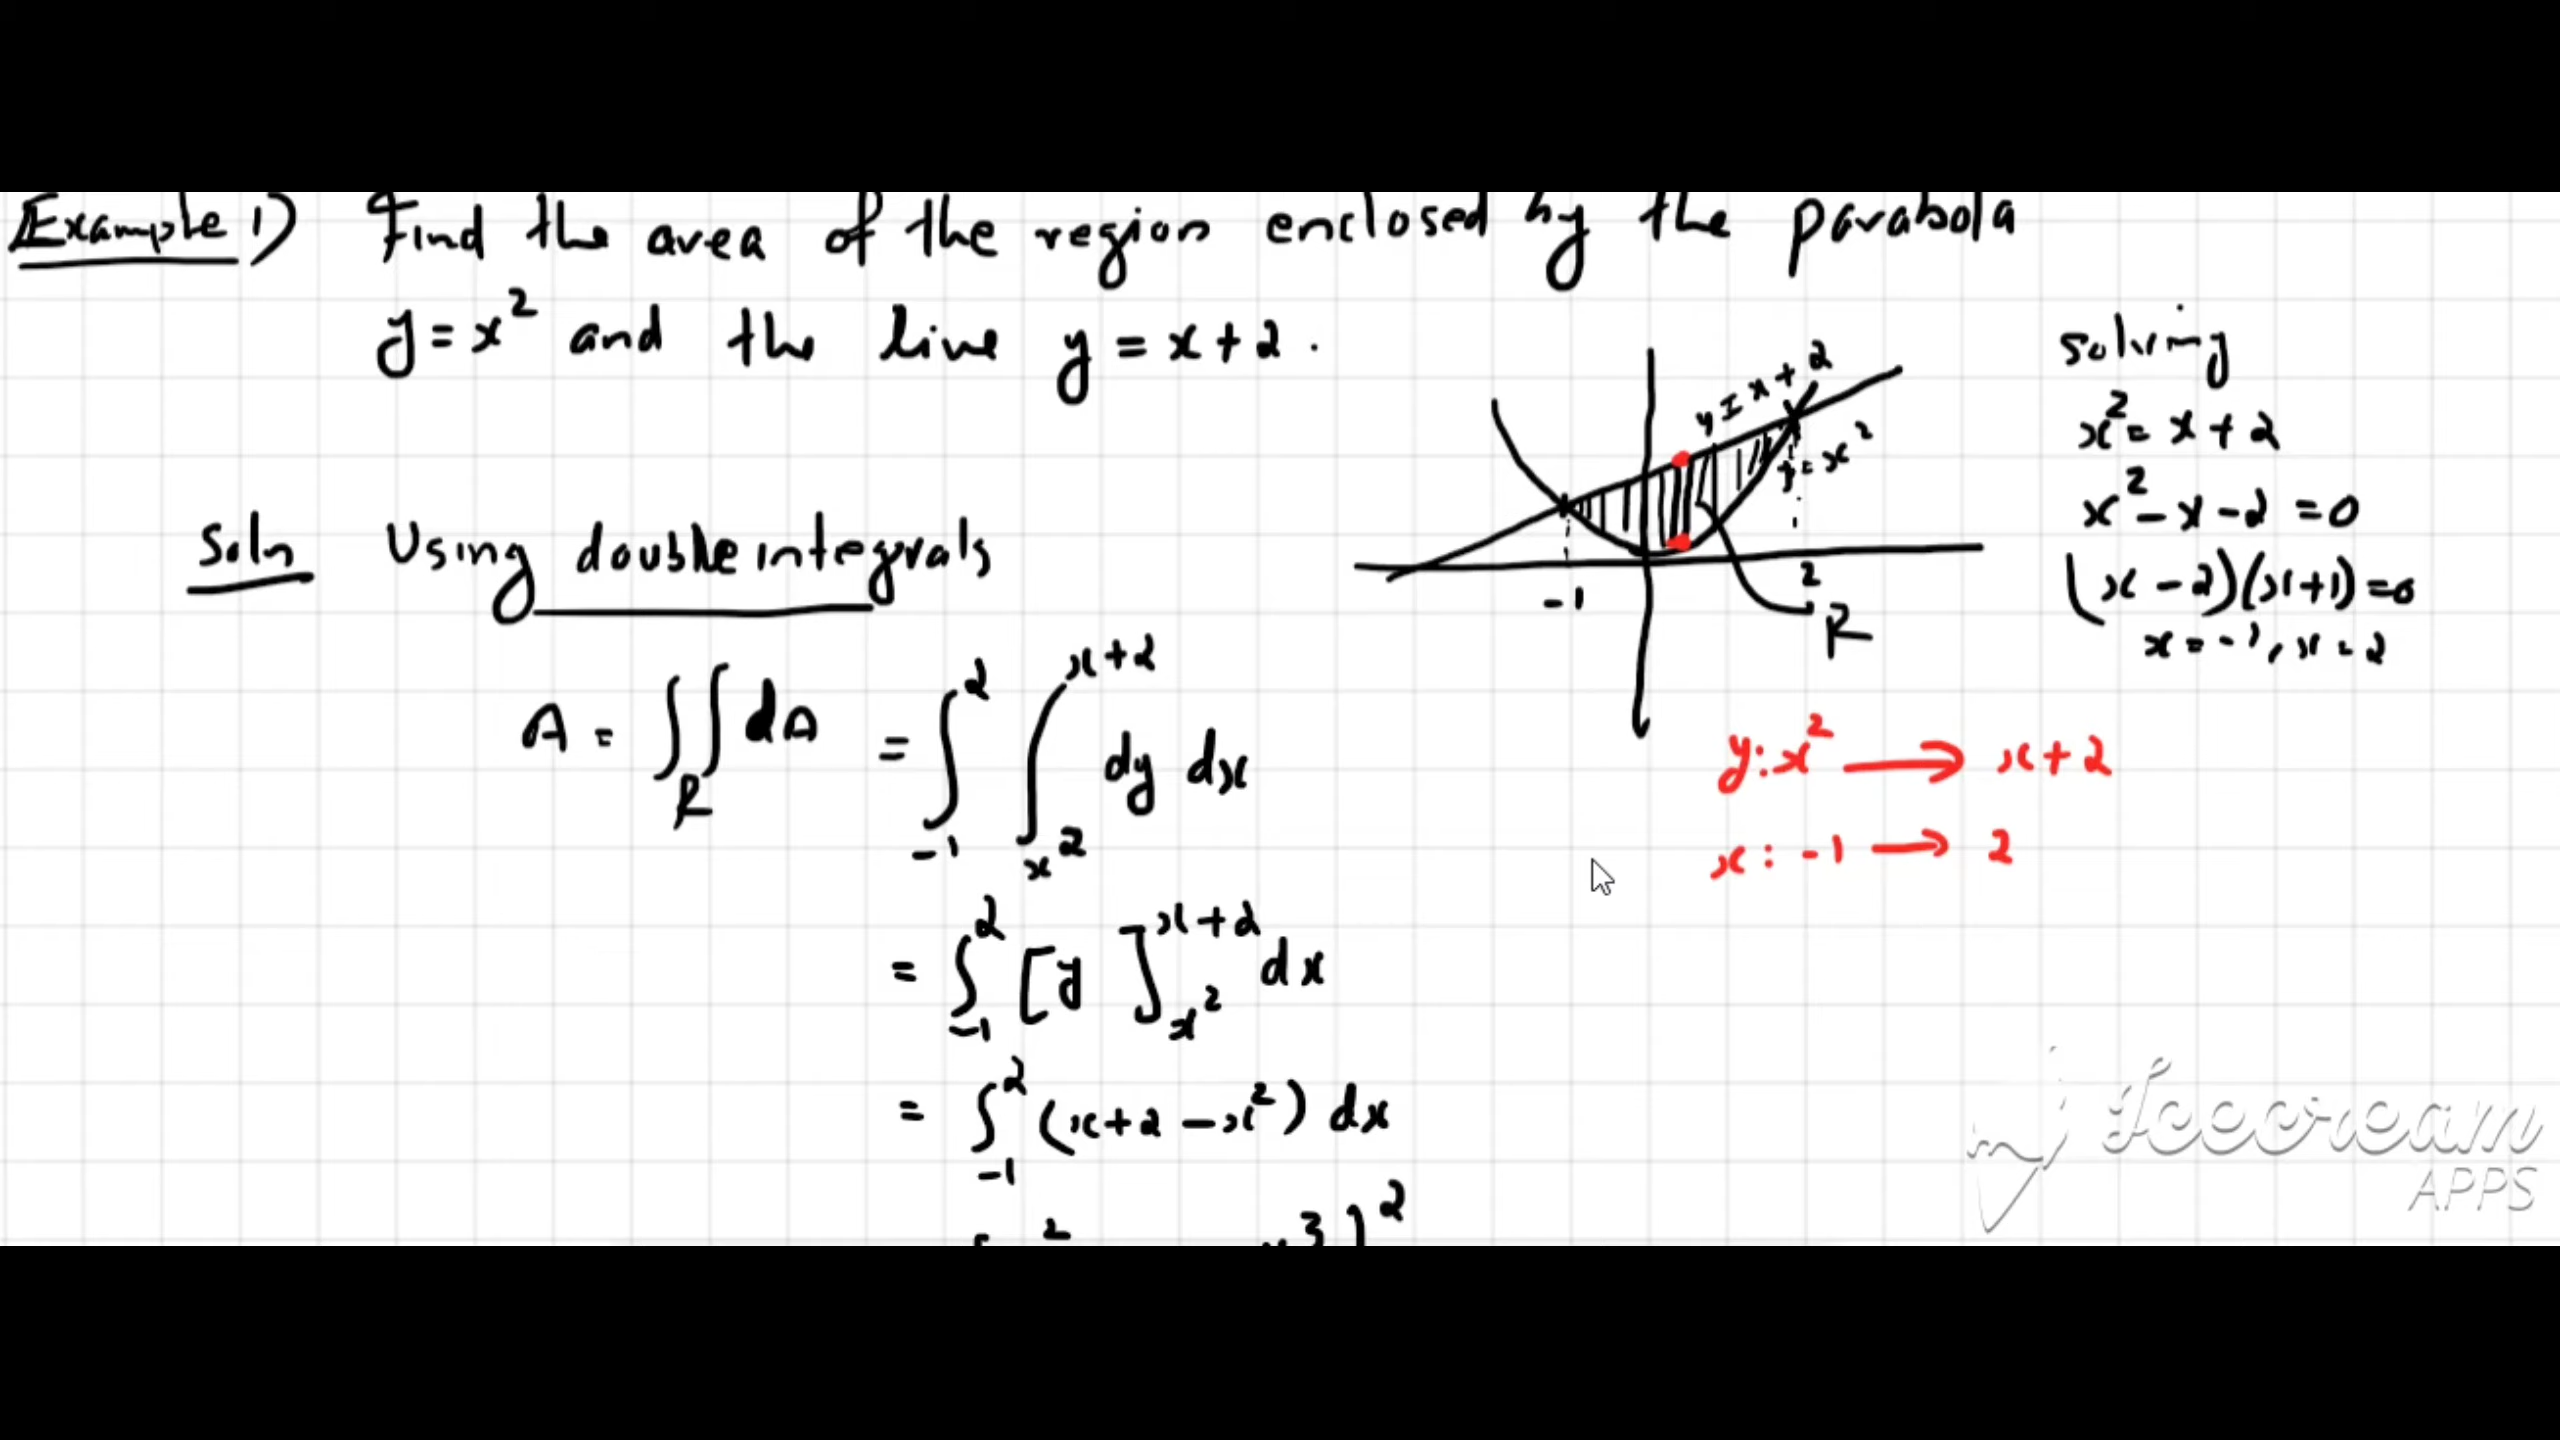 Example 1) Find the area of the region enclosed by the parabola
y = x² and the line y = x + 2 .
y = x + 2
y = x²
-1
2
R
solving
x² = x + 2
x² - x - 2 = 0
(x - 2)(x + 1) = 0
x = -1, x = 2
Soln Using double integrals
A = ∬_R dA = ∫_{-1}^{2} ∫_{x²}^{x+2} dy dx
y: x² → x + 2
x: -1 → 2
= ∫_{-1}^{2} [y]_{x²}^{x+2} dx
= ∫_{-1}^{2} (x + 2 - x²) dx
Icecream
APPS